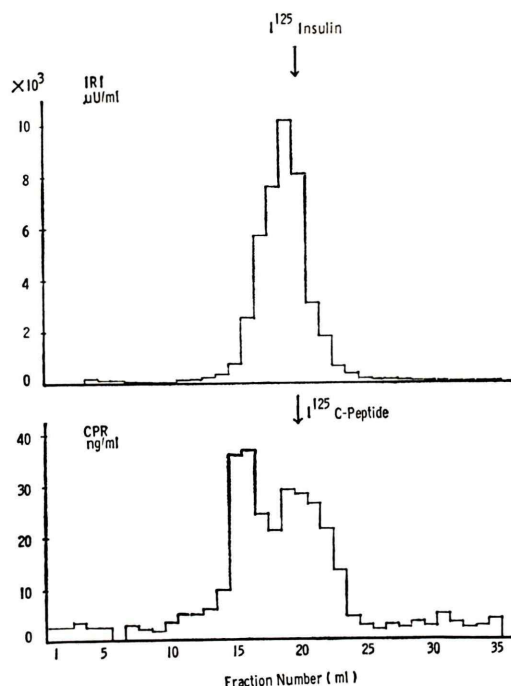 I¹²⁵ Insulin
×10³
IRI
μU/ml
10
8
6
4
2
0
I¹²⁵ C-Peptide
CPR
ng/ml
40
30
20
10
0
1 5 10 15 20 25 30 35
Fraction Number ( ml )